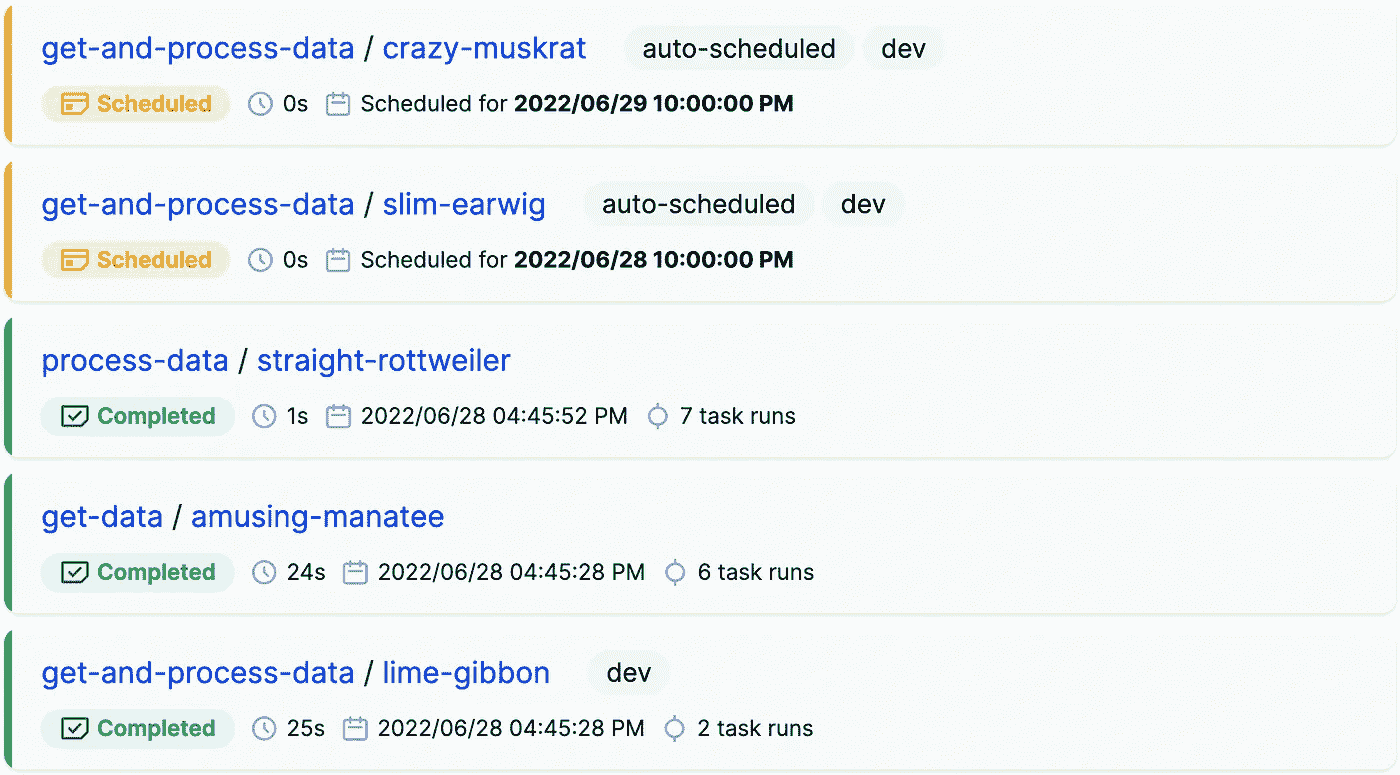 get-and-process-data / crazy-muskrat auto-scheduled dev
Scheduled 0s Scheduled for 2022/06/29 10:00:00 PM
get-and-process-data / slim-earwig auto-scheduled dev
Scheduled 0s Scheduled for 2022/06/28 10:00:00 PM
process-data / straight-rottweiler
Completed 1s 2022/06/28 04:45:52 PM 7 task runs
get-data / amusing-manatee
Completed 24s 2022/06/28 04:45:28 PM 6 task runs
get-and-process-data / lime-gibbon dev
Completed 25s 2022/06/28 04:45:28 PM 2 task runs